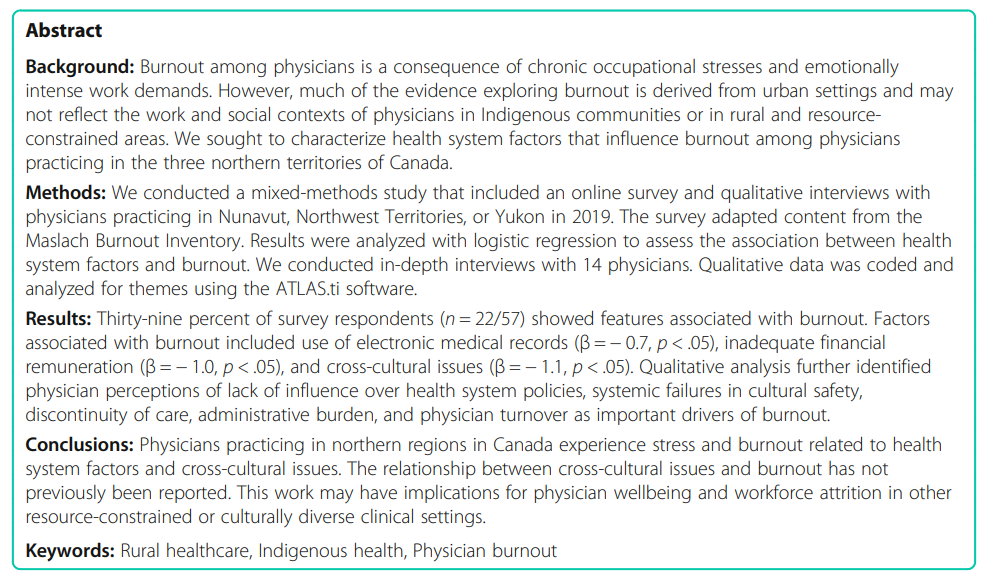 Abstract
Background: Burnout among physicians is a consequence of chronic occupational stresses and emotionally
intense work demands. However, much of the evidence exploring burnout is derived from urban settings and may
not reflect the work and social contexts of physicians in Indigenous communities or in rural and resource-
constrained areas. We sought to characterize health system factors that influence burnout among physicians
practicing in the three northern territories of Canada.
Methods: We conducted a mixed-methods study that included an online survey and qualitative interviews with
physicians practicing in Nunavut, Northwest Territories, or Yukon in 2019. The survey adapted content from the
Maslach Burnout Inventory. Results were analyzed with logistic regression to assess the association between health
system factors and burnout. We conducted in-depth interviews with 14 physicians. Qualitative data was coded and
analyzed for themes using the ATLAS.ti software.
Results: Thirty-nine percent of survey respondents (n = 22/57) showed features associated with burnout. Factors
associated with burnout included use of electronic medical records (β = − 0.7, p < .05), inadequate financial
remuneration (β = − 1.0, p < .05), and cross-cultural issues (β = − 1.1, p < .05). Qualitative analysis further identified
physician perceptions of lack of influence over health system policies, systemic failures in cultural safety,
discontinuity of care, administrative burden, and physician turnover as important drivers of burnout.
Conclusions: Physicians practicing in northern regions in Canada experience stress and burnout related to health
system factors and cross-cultural issues. The relationship between cross-cultural issues and burnout has not
previously been reported. This work may have implications for physician wellbeing and workforce attrition in other
resource-constrained or culturally diverse clinical settings.
Keywords: Rural healthcare, Indigenous health, Physician burnout